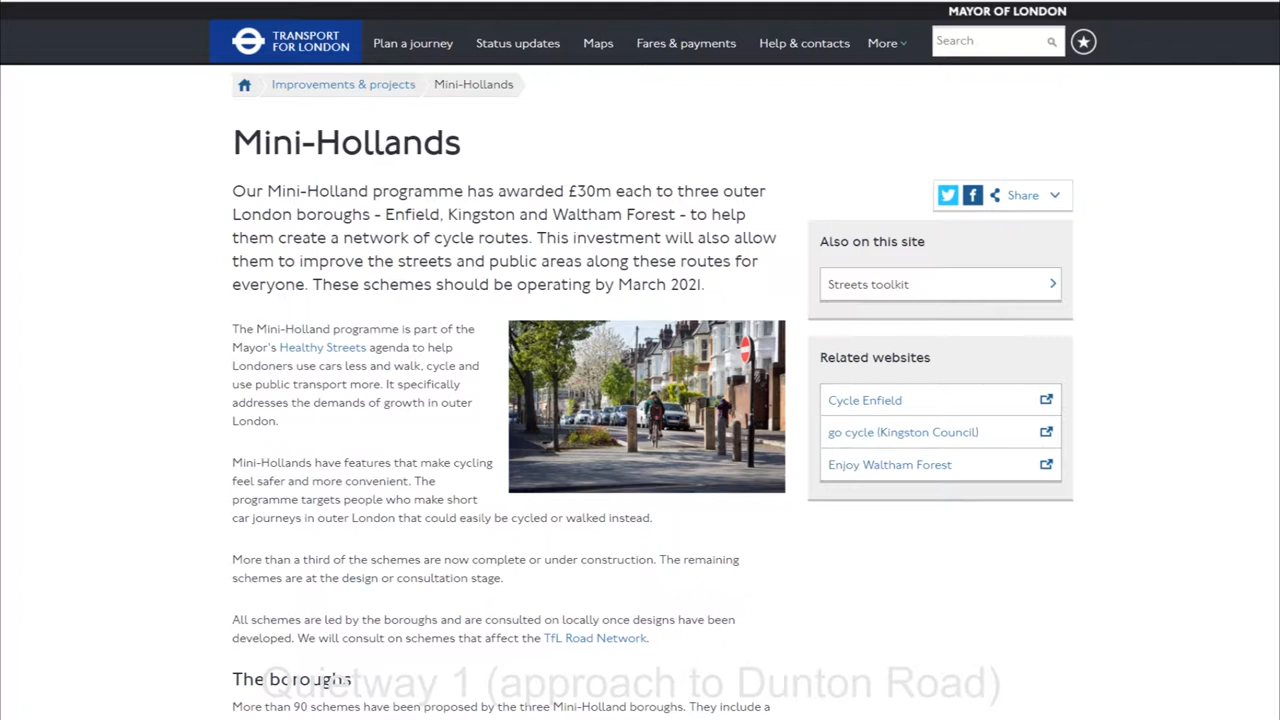 MAYOR OF LONDON
TRANSPORT
FOR LONDON
Plan a journey
Status updates
Maps
Fares & payments
Help & contacts
More
Search
Improvements & projects
Mini-Hollands
Mini-Hollands
Our Mini-Holland programme has awarded £30m each to three outer
London boroughs - Enfield, Kingston and Waltham Forest - to help
them create a network of cycle routes. This investment will also allow
them to improve the streets and public areas along these routes for
everyone. These schemes should be operating by March 2021.
The Mini-Holland programme is part of the
Mayor's Healthy Streets agenda to help
Londoners use cars less and walk, cycle and
use public transport more. It specifically
addresses the demands of growth in outer
London.
Mini-Hollands have features that make cycling
feel safer and more convenient. The
programme targets people who make short
car journeys in outer London that could easily be cycled or walked instead.
More than a third of the schemes are now complete or under construction. The remaining
schemes are at the design or consultation stage.
All schemes are led by the boroughs and are consulted on locally once designs have been
developed. We will consult on schemes that affect the TfL Road Network.
The boroughs
More than 90 schemes have been proposed by the three Mini-Holland boroughs. They include a
Share
Also on this site
Streets toolkit
Related websites
Cycle Enfield
go cycle (Kingston Council)
Enjoy Waltham Forest
Quietway 1 (approach to Dunton Road)